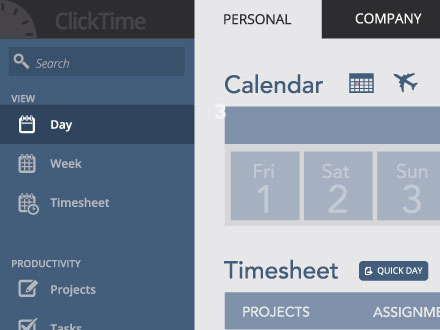 ClickTime
PERSONAL
COMPANY
Search
VIEW
Day
Week
Timesheet
PRODUCTIVITY
Projects
Tasks
Calendar
3
Fri
1
Sat
2
Sun
3
Timesheet
QUICK DAY
PROJECTS
ASSIGNME